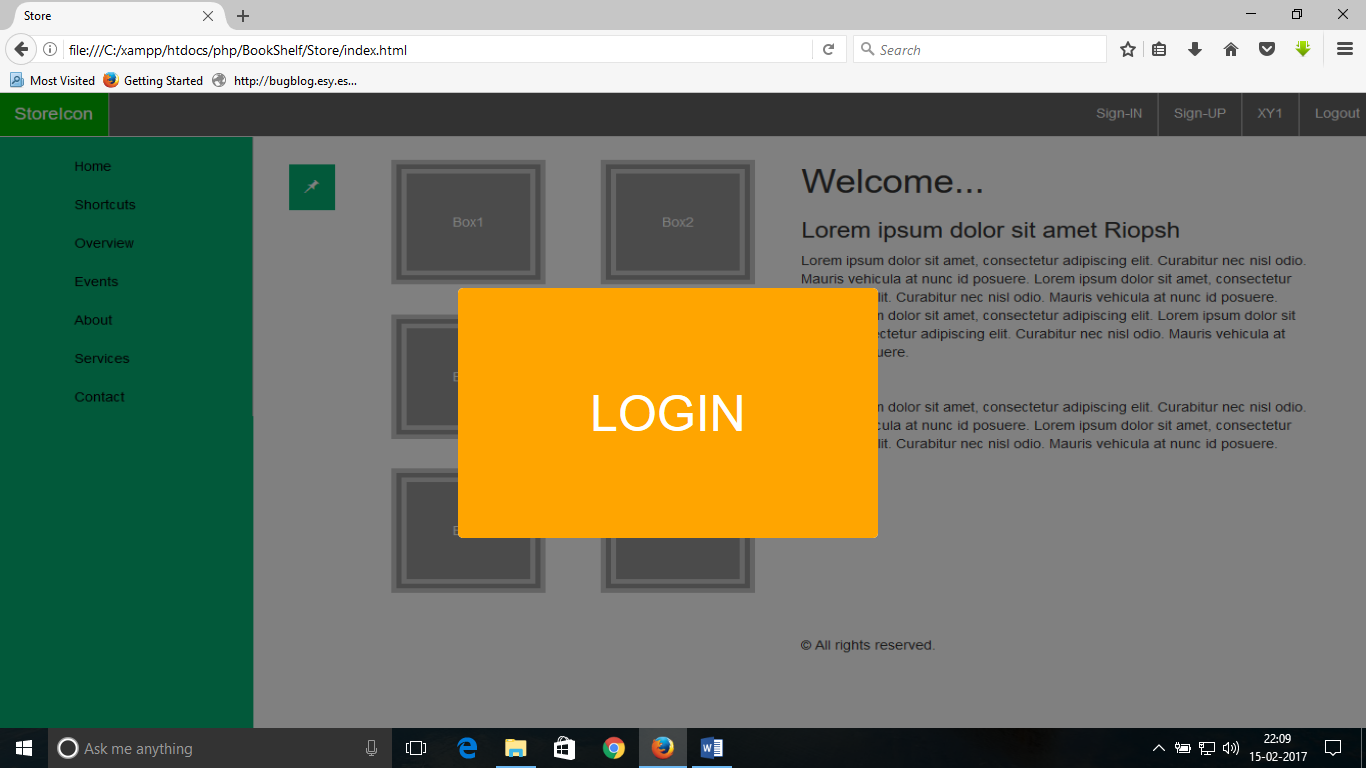 Store
file:///C:/xampp/htdocs/php/BookShelf/Store/index.html
Search
Most Visited
Getting Started
http://bugblog.esy.es...
StoreIcon
Sign-IN
Sign-UP
XY1
Logout
Home
Shortcuts
Overview
Events
About
Services
Contact
Box1
Box2
Welcome...
Lorem ipsum dolor sit amet Riopsh
Lorem ipsum dolor sit amet, consectetur adipiscing elit. Curabitur nec nisl odio.
Mauris vehicula at nunc id posuere. Lorem ipsum dolor sit amet, consectetur
Curabitur nec nisl odio. Mauris vehicula at nunc id posuere.
dolor sit amet, consectetur adipiscing elit. Lorem ipsum dolor sit
adipiscing elit. Curabitur nec nisl odio. Mauris vehicula at
dolor sit amet, consectetur adipiscing elit. Curabitur nec nisl odio.
at nunc id posuere. Lorem ipsum dolor sit amet, consectetur
Curabitur nec nisl odio. Mauris vehicula at nunc id posuere.
LOGIN
© All rights reserved.
Ask me anything
22:09
15-02-2017